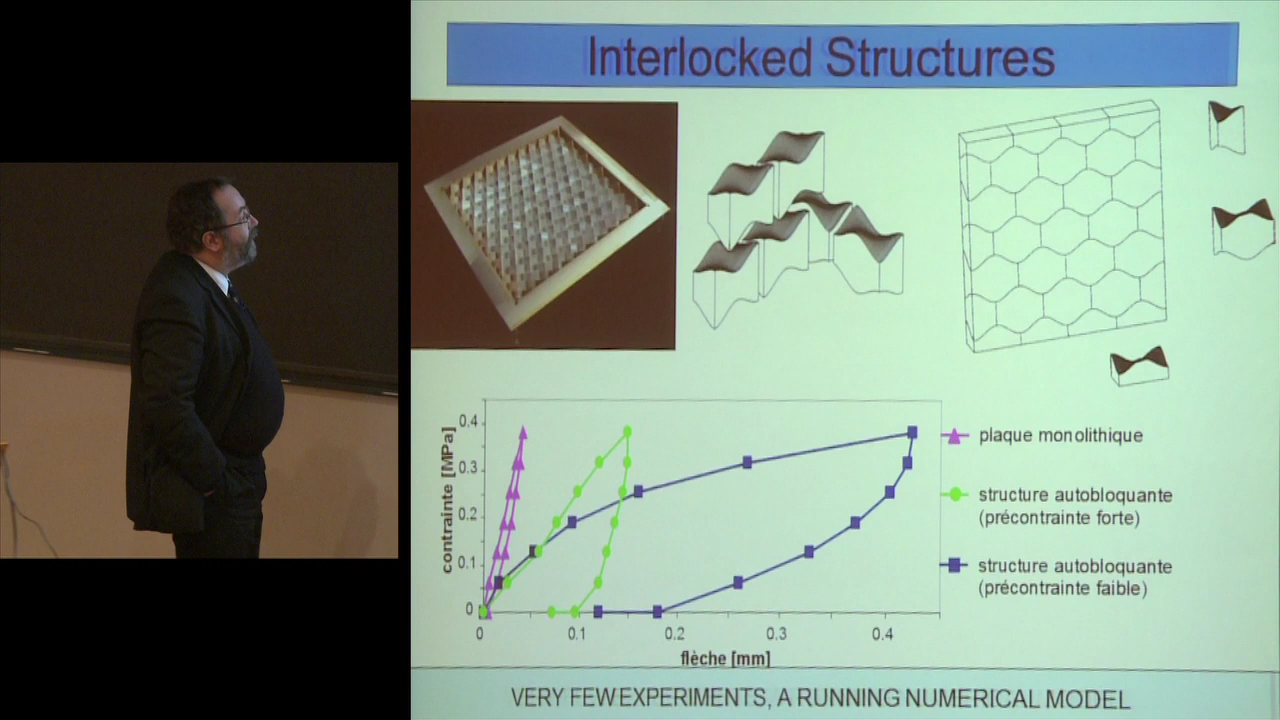 Interlocked Structures
contrainte [MPa]
0.4
0.3
0.2
0.1
0
0
0.1
0.2
0.3
0.4
flèche [mm]
plaque monolithique
structure autobloquante
(précontrainte forte)
structure autobloquante
(précontrainte faible)
VERY FEW EXPERIMENTS, A RUNNING NUMERICAL MODEL